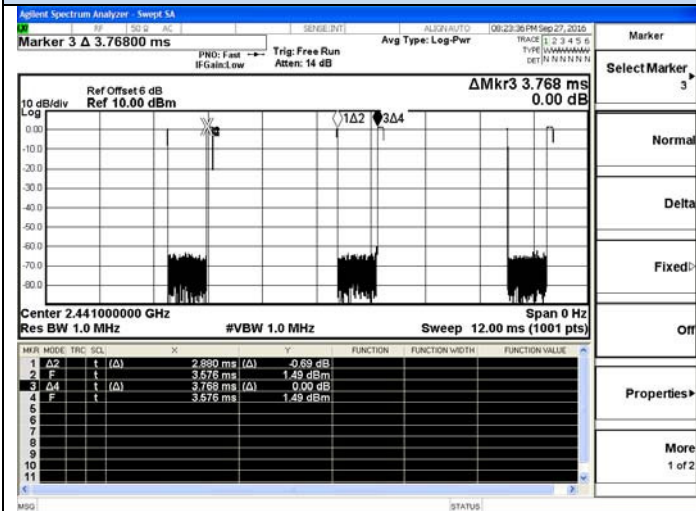 Agilent Spectrum Analyzer - Swept SA
RF 50 Ω AC SENSE:INT ALIGN AUTO 08:23:36 PM Sep 27, 2016
Marker 3 Δ 3.76800 ms
PNO: Fast
IFGain:Low
Trig: Free Run
Atten: 14 dB
Avg Type: Log-Pwr
TRACE 1 2 3 4 5 6
TYPE WWWWWW
DET N N N N N N
Ref Offset 6 dB
Ref 10.00 dBm
10 dB/div
Log
ΔMkr3 3.768 ms
0.00 dB
1Δ2 3Δ4
0.00
-10.0
-20.0
-30.0
-40.0
-50.0
-60.0
-70.0
-80.0
Center 2.441000000 GHz Span 0 Hz
Res BW 1.0 MHz #VBW 1.0 MHz Sweep 12.00 ms (1001 pts)
MKR MODE TRC SCL X Y FUNCTION FUNCTION WIDTH FUNCTION VALUE
1 Δ2 t (Δ) 2.880 ms (Δ) -0.69 dB
2 F t 3.576 ms 1.49 dBm
3 Δ4 t (Δ) 3.768 ms (Δ) 0.00 dB
4 F t 3.576 ms 1.49 dBm
5
6
7
8
9
10
11
MSG STATUS
Marker
Select Marker
3
Normal
Delta
Fixed
Off
Properties
More
1 of 2